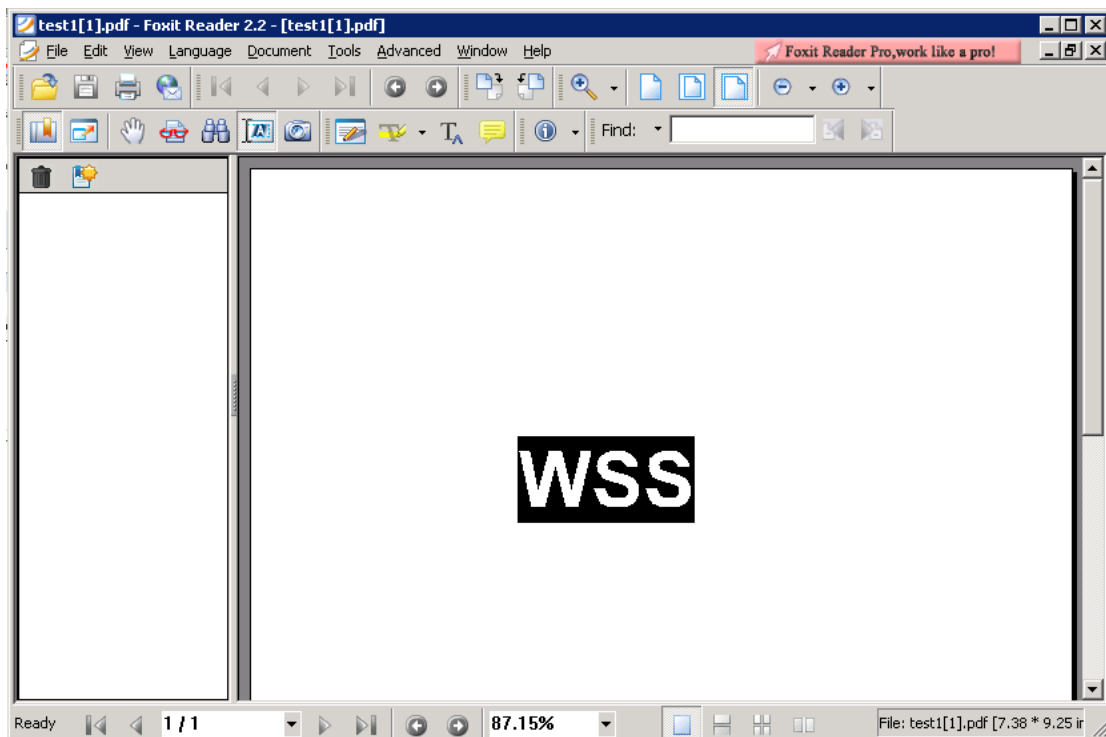 test1[1].pdf - Foxit Reader 2.2 - [test1[1].pdf]
File Edit View Language Document Tools Advanced Window Help
Foxit Reader Pro,work like a pro!
Find:
WSS
Ready
1 / 1
87.15%
File: test1[1].pdf [7.38 * 9.25 ir